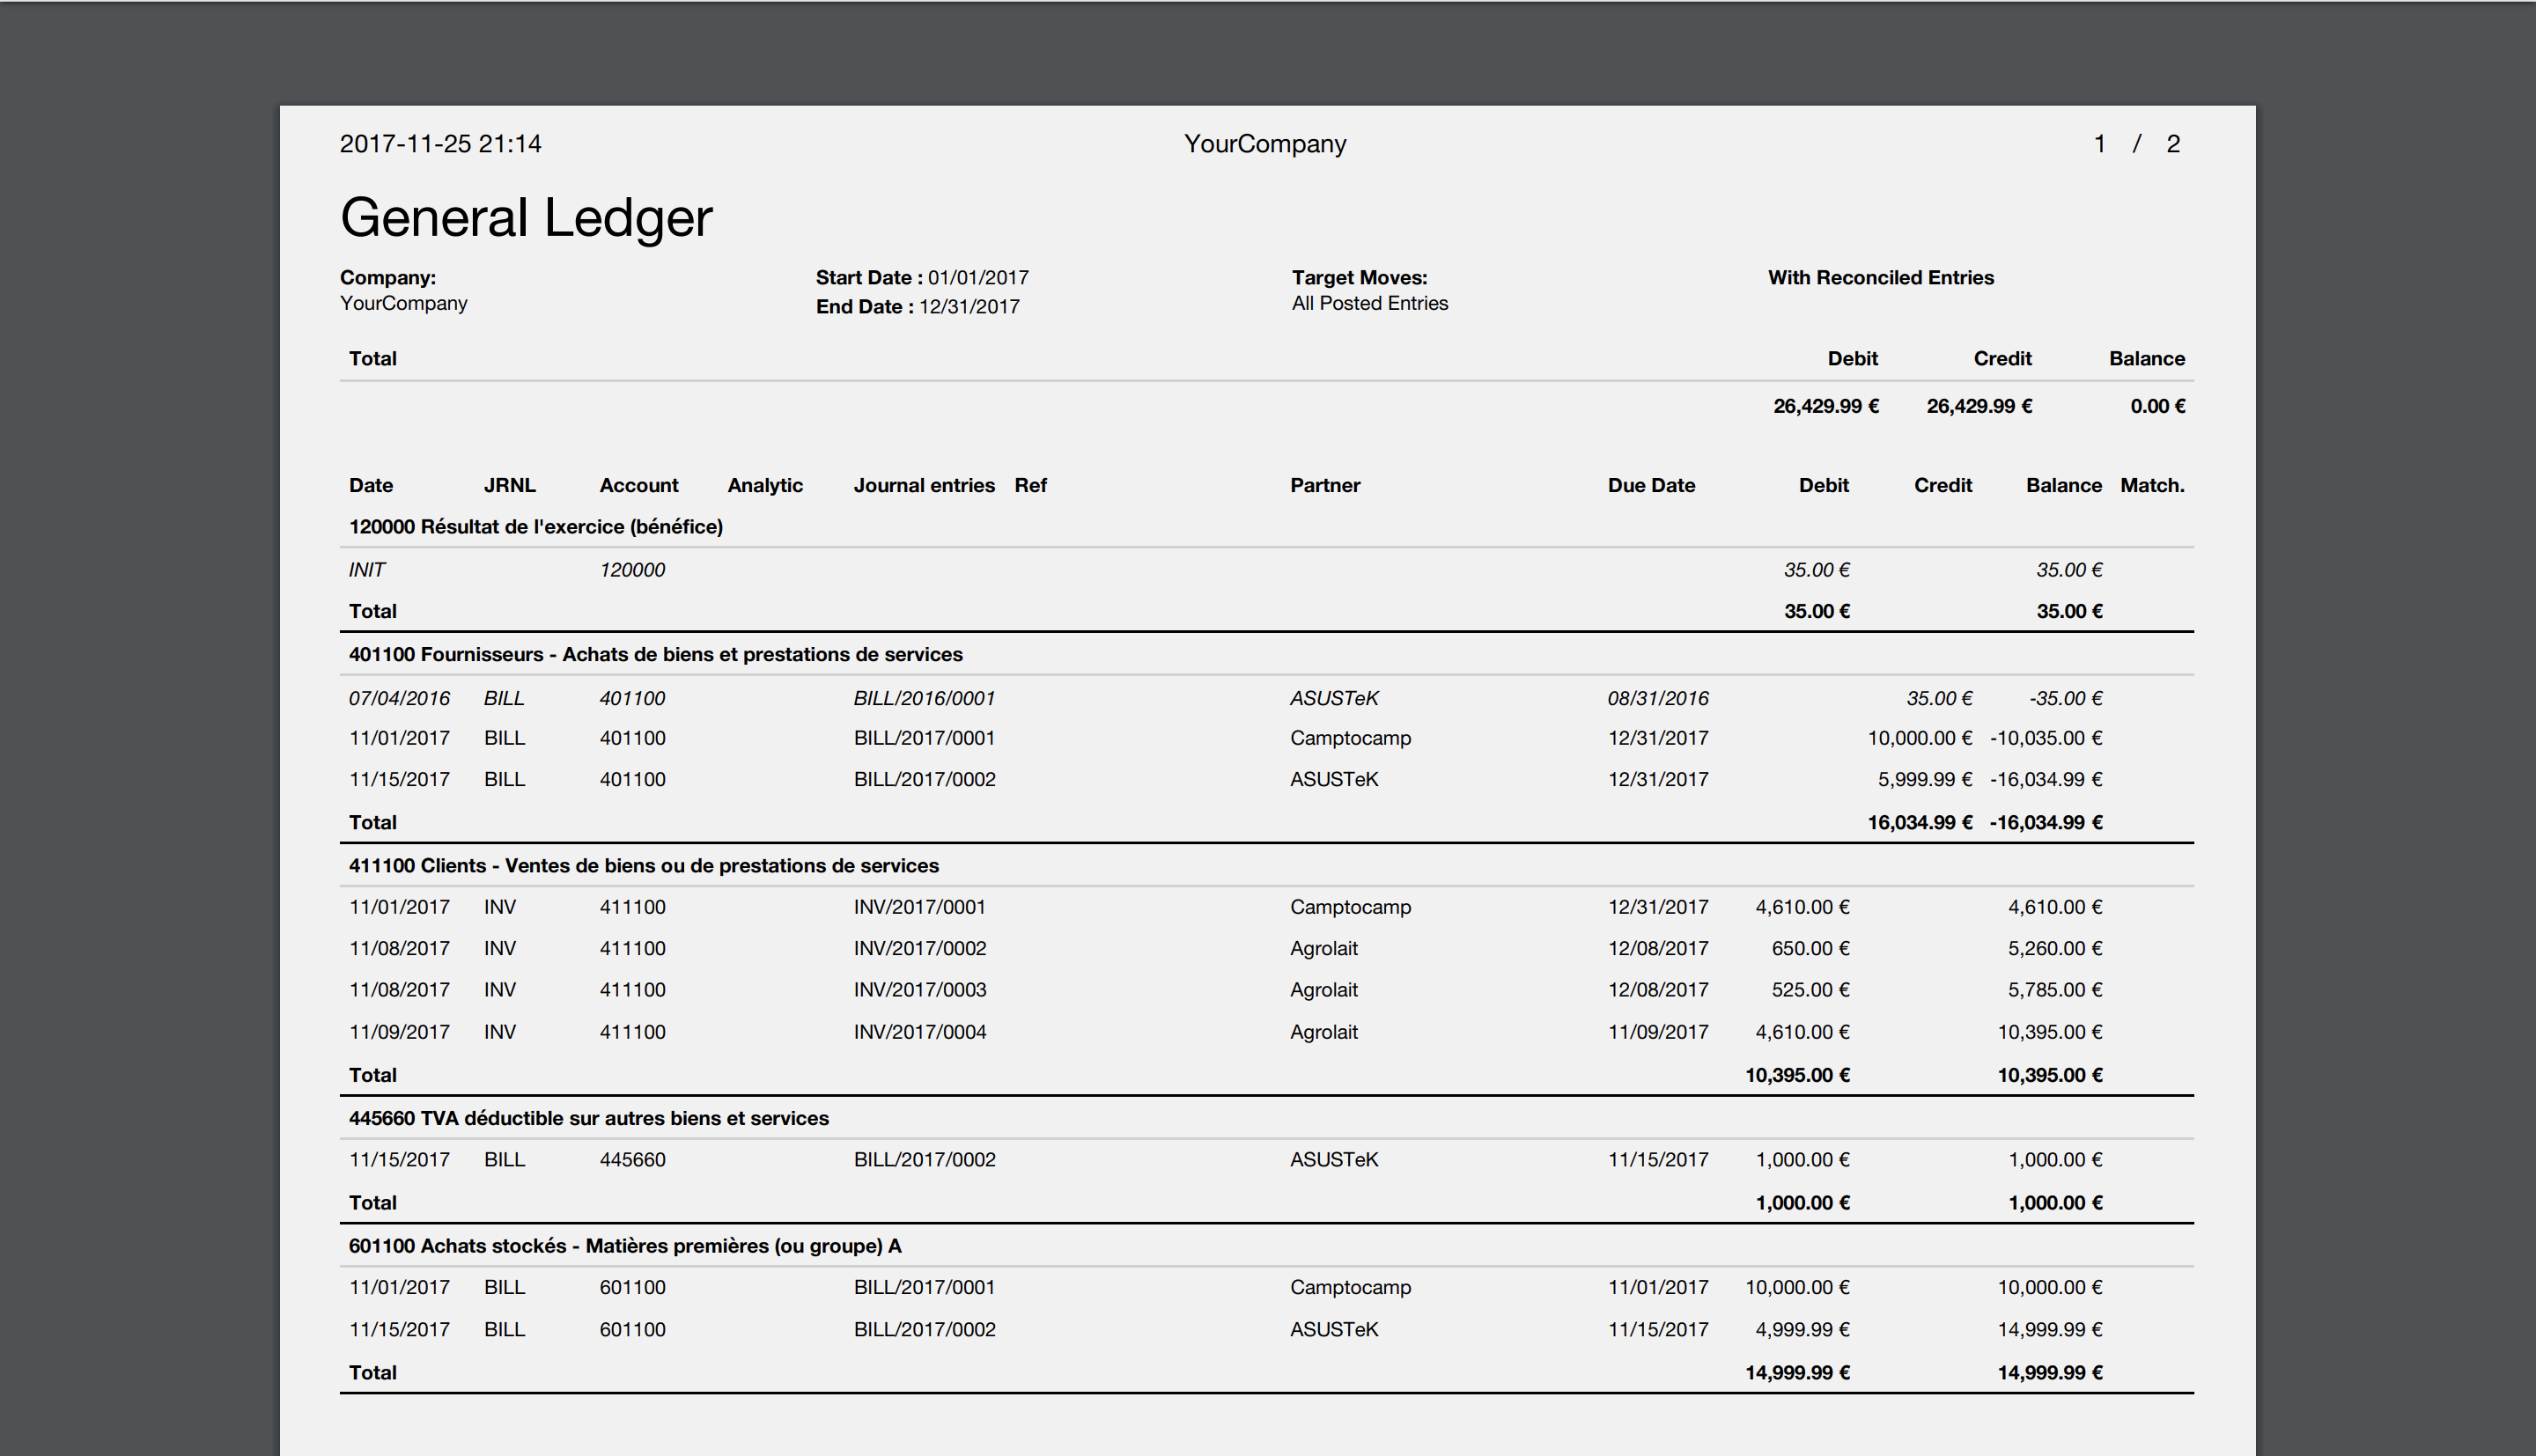 2017-11-25 21:14 YourCompany 1 / 2
General Ledger
Company: Start Date : 01/01/2017 Target Moves: With Reconciled Entries
YourCompany End Date : 12/31/2017 All Posted Entries
Total Debit Credit Balance
26,429.99 € 26,429.99 € 0.00 €
Date JRNL Account Analytic Journal entries Ref Partner Due Date Debit Credit Balance Match.
120000 Résultat de l'exercice (bénéfice)
INIT 120000 35.00 € 35.00 €
Total 35.00 € 35.00 €
401100 Fournisseurs - Achats de biens et prestations de services
07/04/2016 BILL 401100 BILL/2016/0001 ASUSTeK 08/31/2016 35.00 € -35.00 €
11/01/2017 BILL 401100 BILL/2017/0001 Camptocamp 12/31/2017 10,000.00 € -10,035.00 €
11/15/2017 BILL 401100 BILL/2017/0002 ASUSTeK 12/31/2017 5,999.99 € -16,034.99 €
Total 16,034.99 € -16,034.99 €
411100 Clients - Ventes de biens ou de prestations de services
11/01/2017 INV 411100 INV/2017/0001 Camptocamp 12/31/2017 4,610.00 € 4,610.00 €
11/08/2017 INV 411100 INV/2017/0002 Agrolait 12/08/2017 650.00 € 5,260.00 €
11/08/2017 INV 411100 INV/2017/0003 Agrolait 12/08/2017 525.00 € 5,785.00 €
11/09/2017 INV 411100 INV/2017/0004 Agrolait 11/09/2017 4,610.00 € 10,395.00 €
Total 10,395.00 € 10,395.00 €
445660 TVA déductible sur autres biens et services
11/15/2017 BILL 445660 BILL/2017/0002 ASUSTeK 11/15/2017 1,000.00 € 1,000.00 €
Total 1,000.00 € 1,000.00 €
601100 Achats stockés - Matières premières (ou groupe) A
11/01/2017 BILL 601100 BILL/2017/0001 Camptocamp 11/01/2017 10,000.00 € 10,000.00 €
11/15/2017 BILL 601100 BILL/2017/0002 ASUSTeK 11/15/2017 4,999.99 € 14,999.99 €
Total 14,999.99 € 14,999.99 €